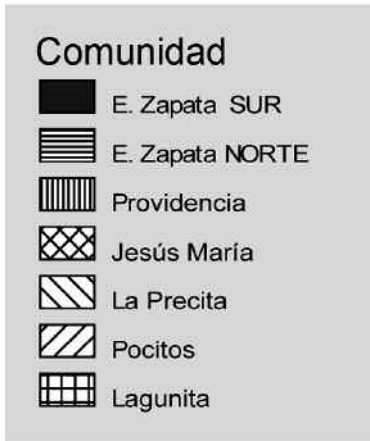 Comunidad
E. Zapata SUR
E. Zapata NORTE
Providencia
Jesús María
La Precita
Pocitos
Lagunita